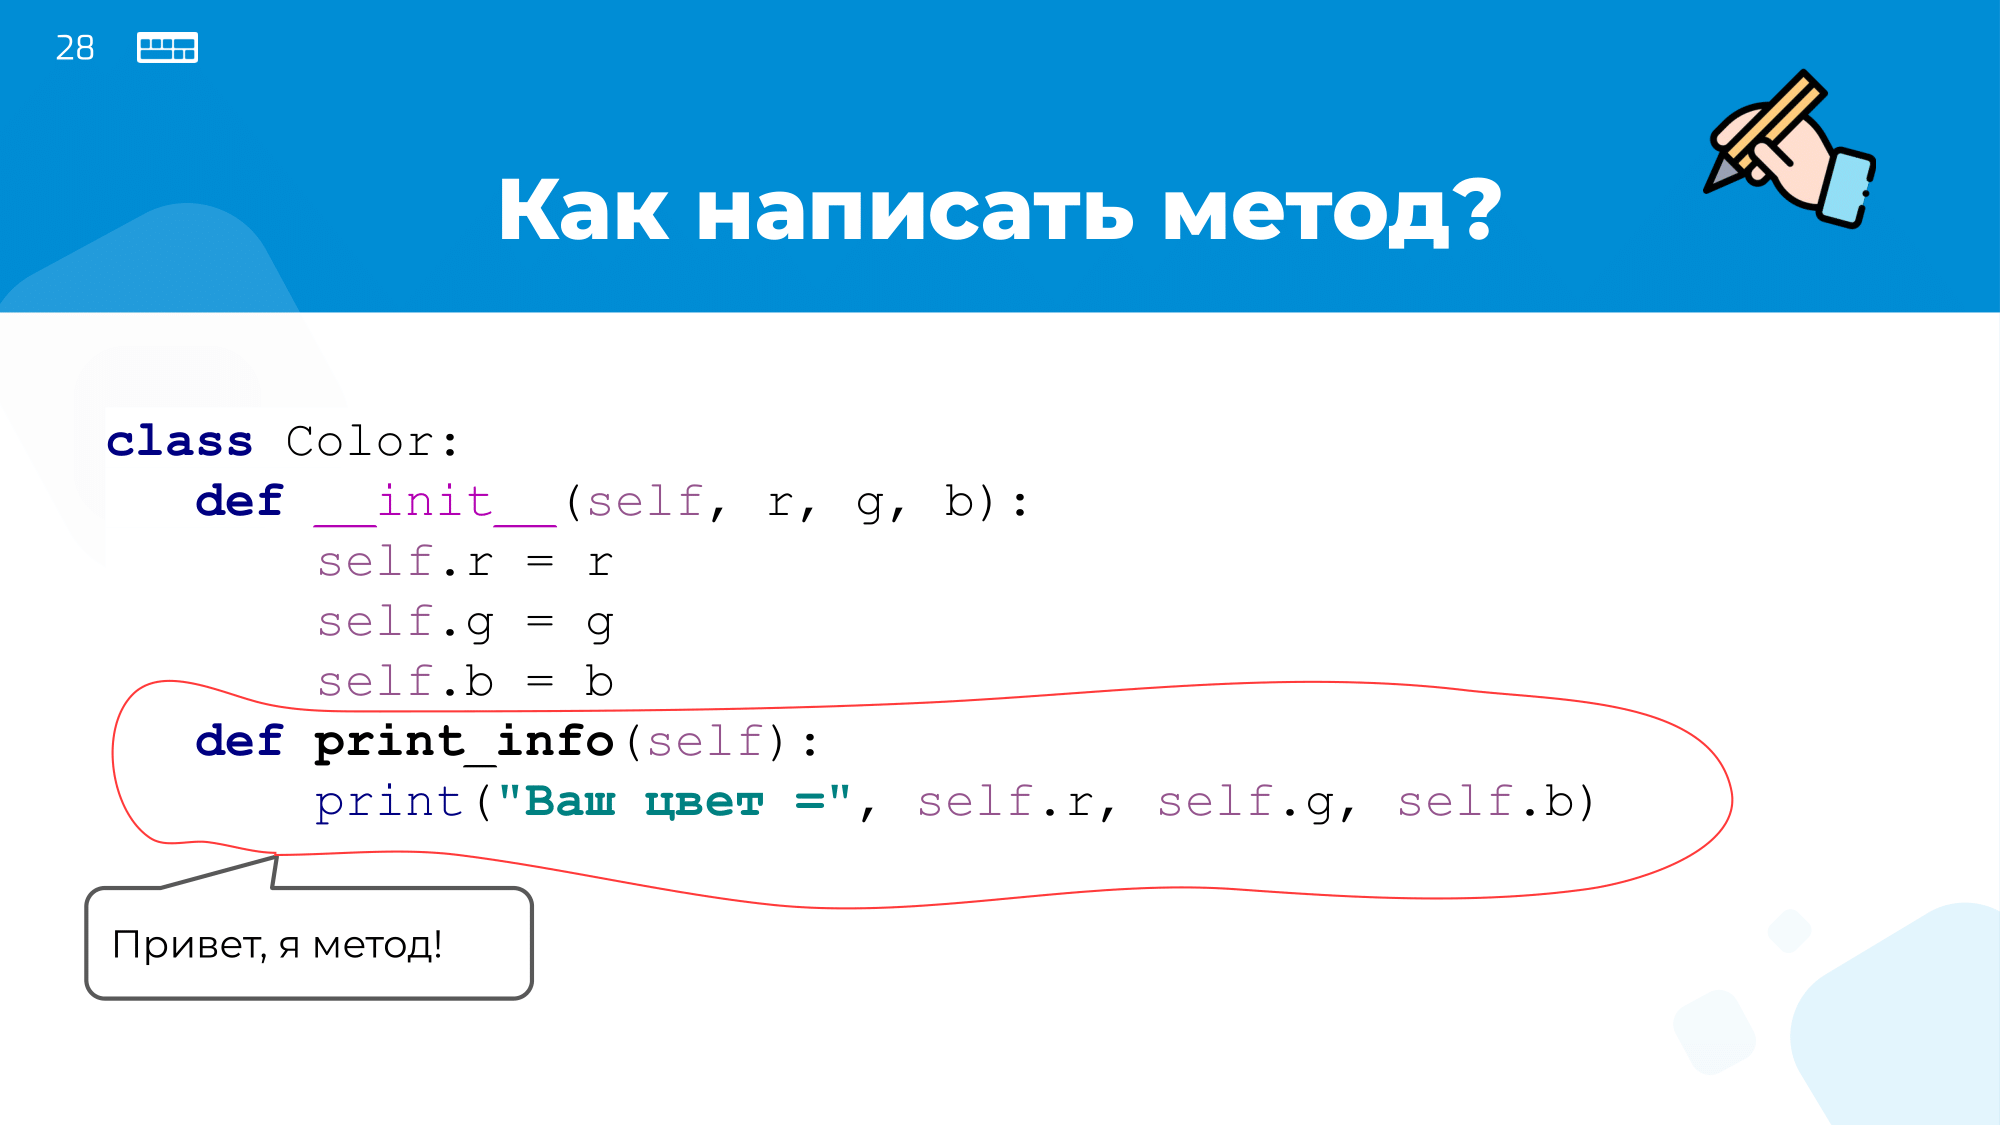 28
Как написать метод?
class Color:
   def __init__(self, r, g, b):
       self.r = r
       self.g = g
       self.b = b
   def print_info(self):
       print("Ваш цвет =", self.r, self.g, self.b)
Привет, я метод!